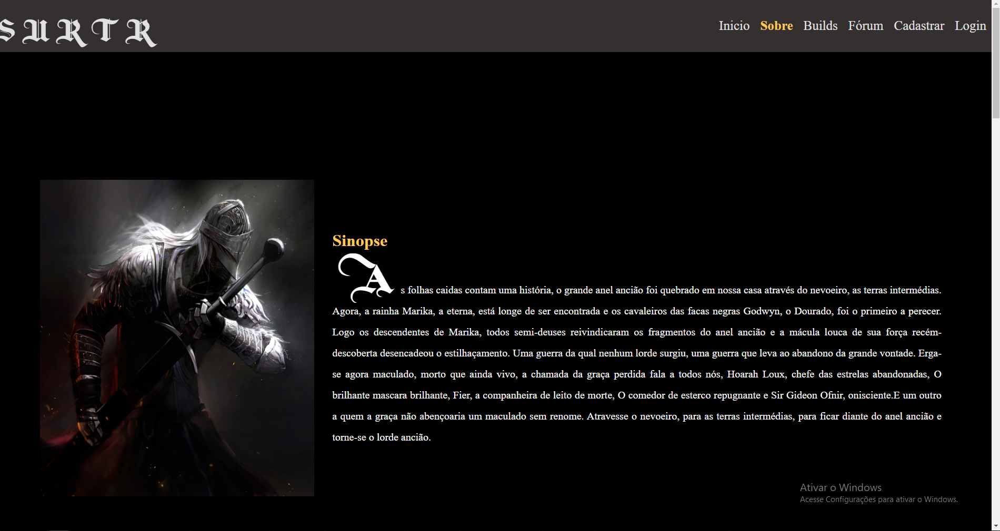 SURTR
Inicio Sobre Builds Fórum Cadastrar Login
Sinopse
As folhas caidas contam uma história, o grande anel ancião foi quebrado em nossa casa através do nevoeiro, as terras intermédias.
Agora, a rainha Marika, a eterna, está longe de ser encontrada e os cavaleiros das facas negras Godwyn, o Dourado, foi o primeiro a perecer.
Logo os descendentes de Marika, todos semi-deuses reivindicaram os fragmentos do anel ancião e a mácula louca de sua força recém-
descoberta desencadeou o estilhaçamento. Uma guerra da qual nenhum lorde surgiu, uma guerra que leva ao abandono da grande vontade. Erga-
se agora maculado, morto que ainda vivo, a chamada da graça perdida fala a todos nós, Hoarah Loux, chefe das estrelas abandonadas, O
brilhante mascara brilhante, Fier, a companheira de leito de morte, O comedor de esterco repugnante e Sir Gideon Ofnir, onisciente.E um outro
a quem a graça não abençoaria um maculado sem renome. Atravesse o nevoeiro, para as terras intermédias, para ficar diante do anel ancião e
torne-se o lorde ancião.
Ativar o Windows
Acesse Configurações para ativar o Windows.